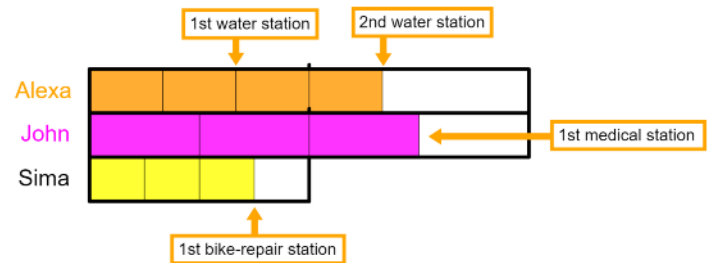 1st water station
2nd water station
Alexa
John
1st medical station
Sima
1st bike-repair station